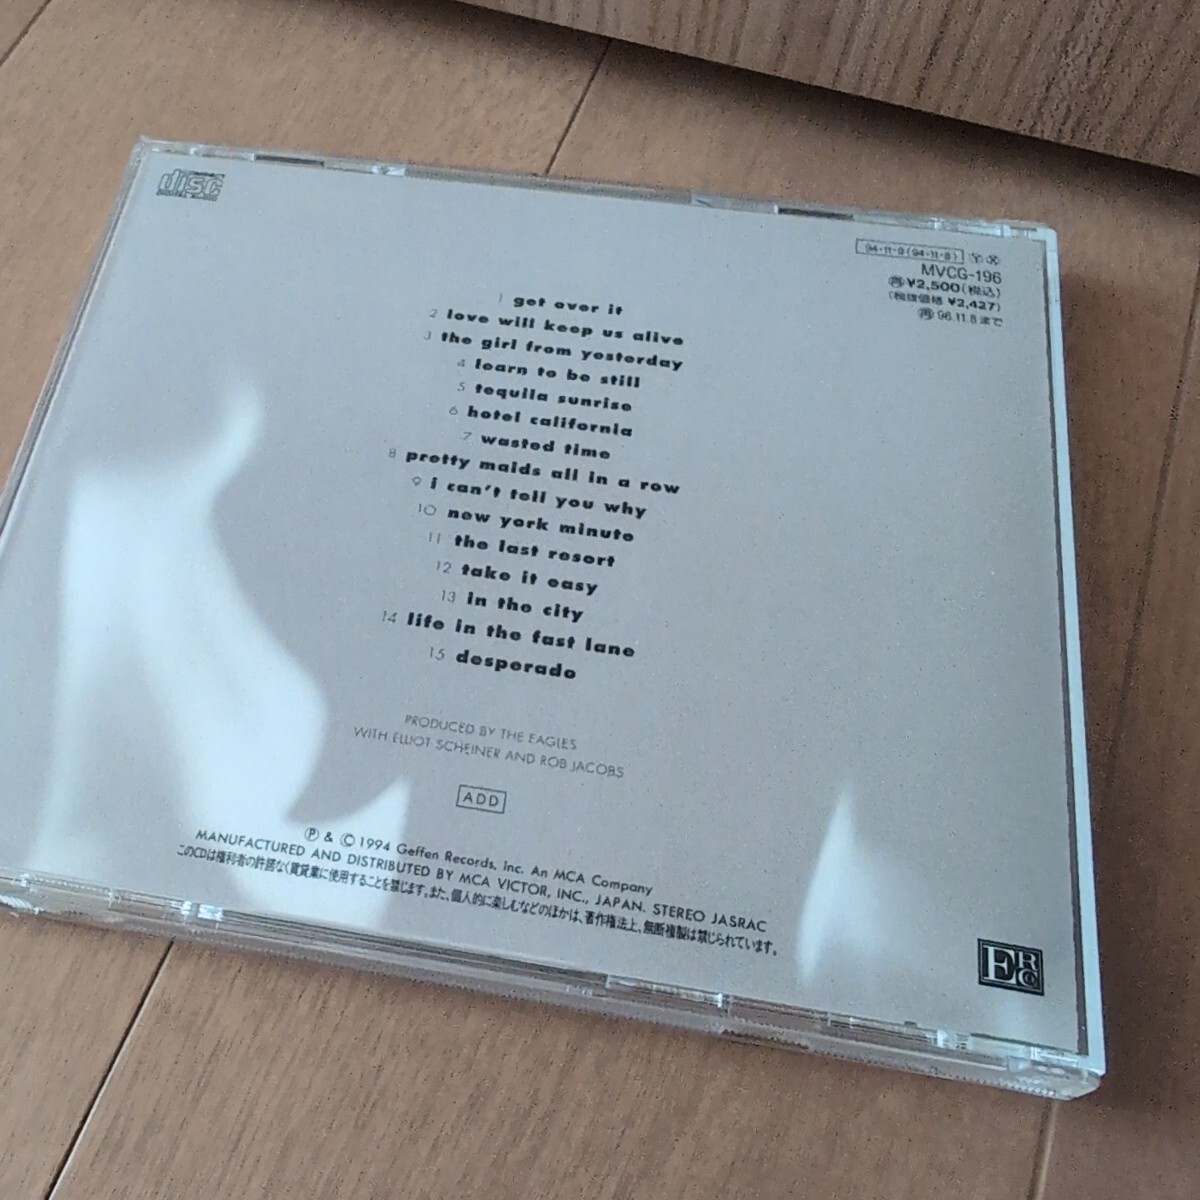 disc
94・11・9(94・11・8) Ⓨ Ⓧ
MVCG-196
㊢¥2,500(税込)
(税抜価格 ¥2,427)
㊢96.11.8まで
1 get over it
2 love will keep us alive
3 the girl from yesterday
4 learn to be still
5 tequila sunrise
6 hotel california
7 wasted time
8 pretty maids all in a row
9 i can't tell you why
10 new york minute
11 the last resort
12 take it easy
13 in the city
14 life in the fast lane
15 desperado
PRODUCED BY THE EAGLES
WITH ELLIOT SCHEINER AND ROB JACOBS
ADD
℗ & © 1994 Geffen Records, Inc. An MCA Company
MANUFACTURED AND DISTRIBUTED BY MCA VICTOR, INC., JAPAN. STEREO JASRAC
このCDは権利者の許諾なく賃貸業に使用することを禁じます。また、個人的に楽しむなどのほかは、著作権法上、無断複製は禁じられています。
ERC